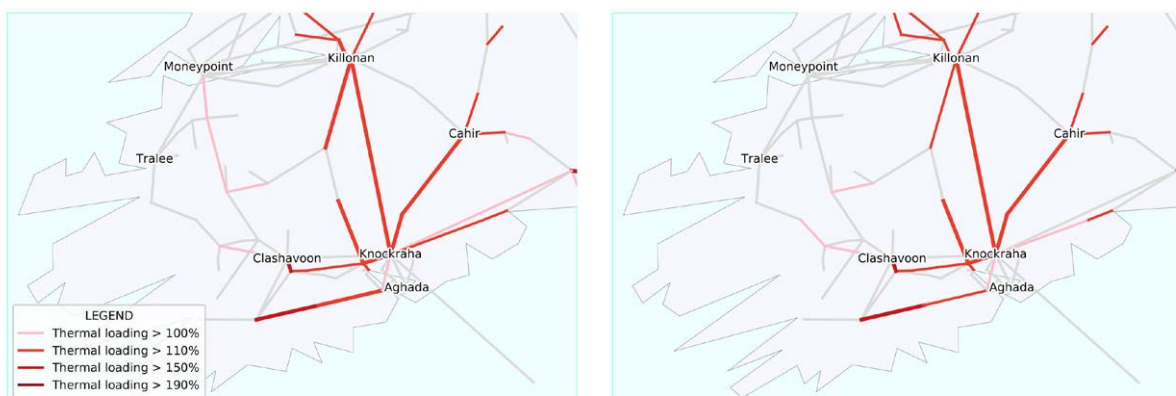 Moneypoint
Killonan
Cahir
Tralee
Clashavoon
Knockraha
Aghada
LEGEND
Thermal loading > 100%
Thermal loading > 110%
Thermal loading > 150%
Thermal loading > 190%
Moneypoint
Killonan
Cahir
Tralee
Clashavoon
Knockraha
Aghada